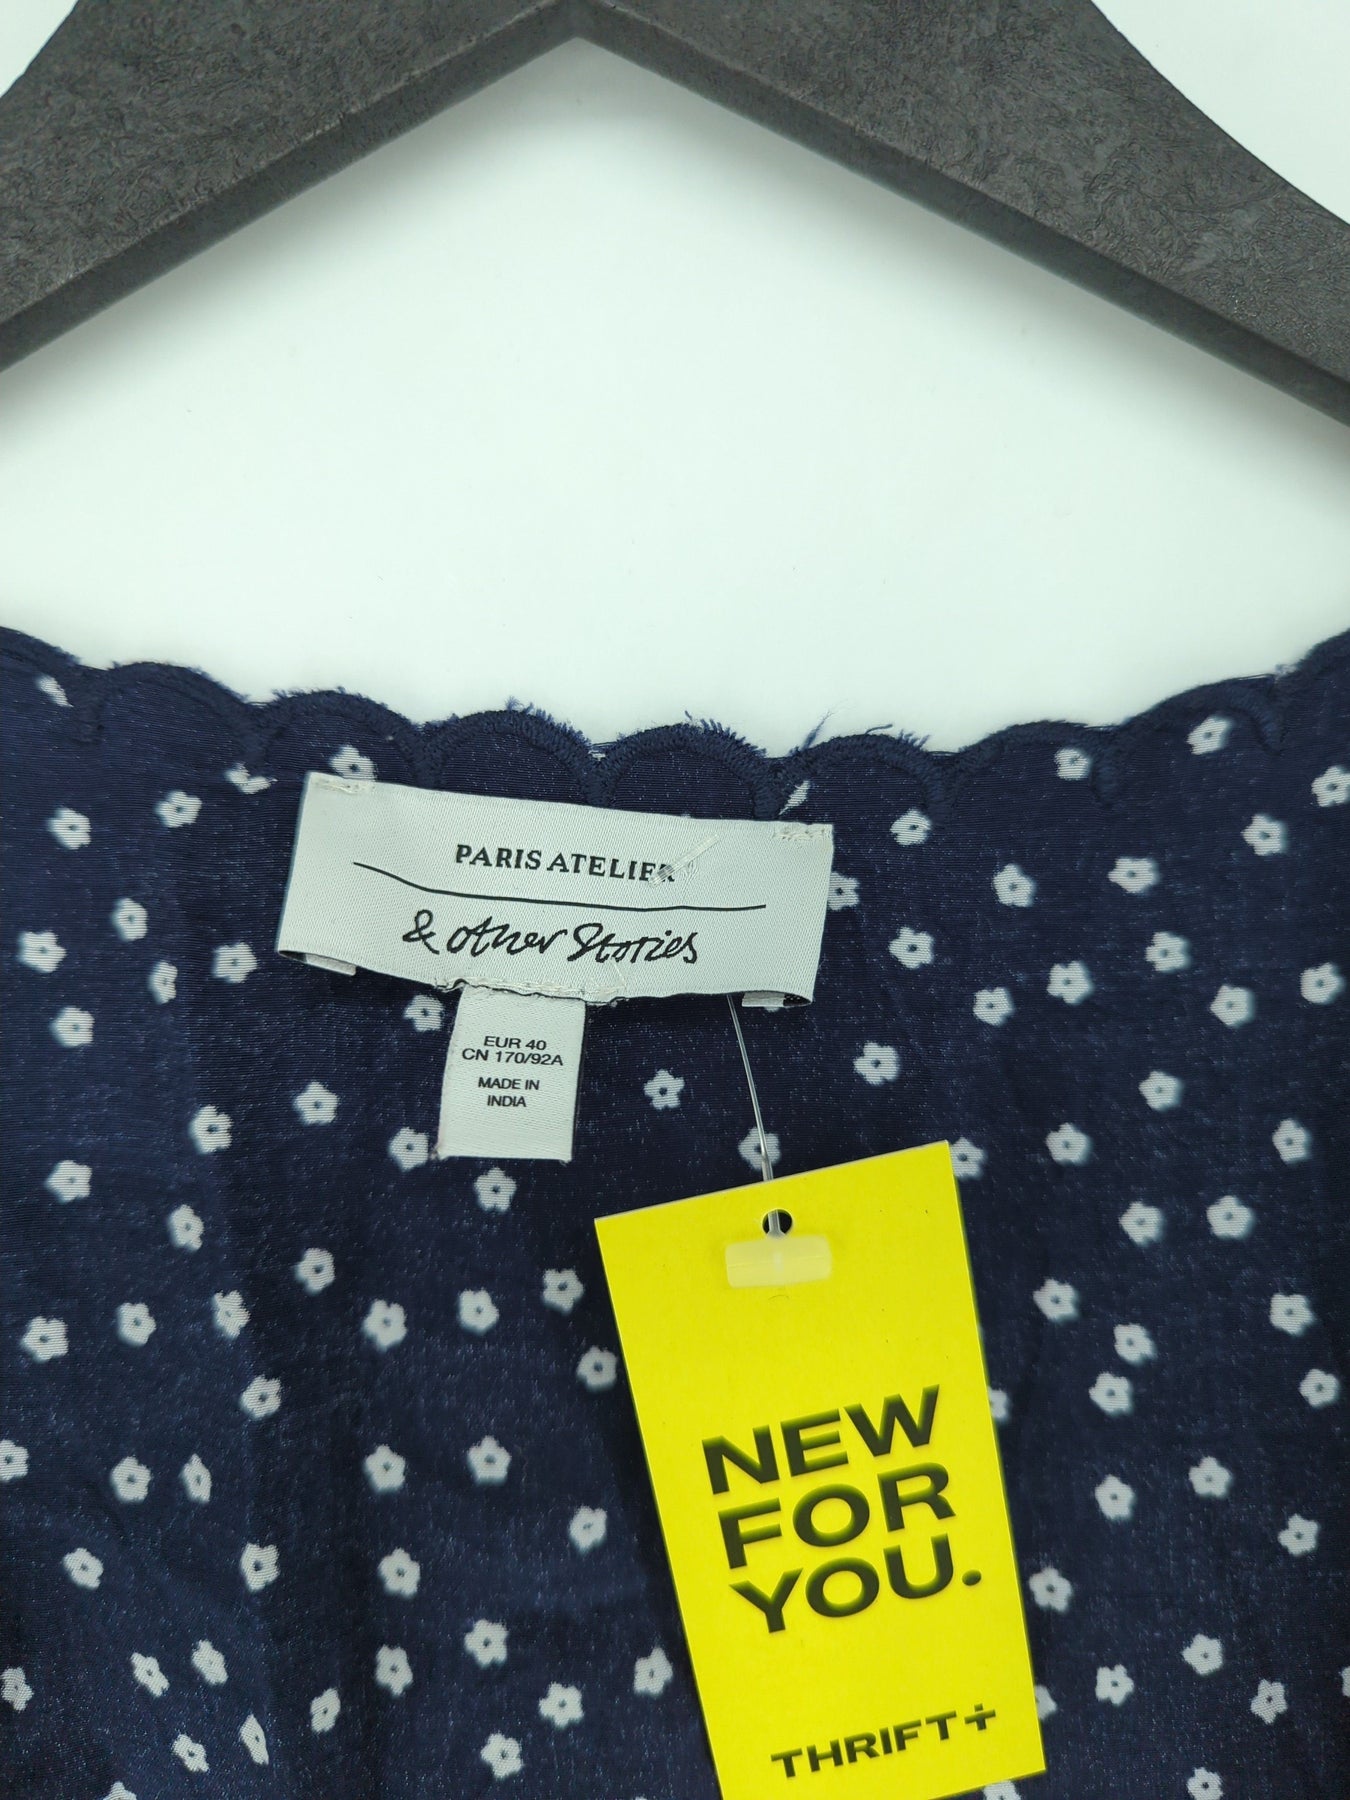 PARIS ATELIER
& other Stories
EUR 40
CN 170/92A
MADE IN
INDIA
NEW
FOR
YOU.
THRIFT+